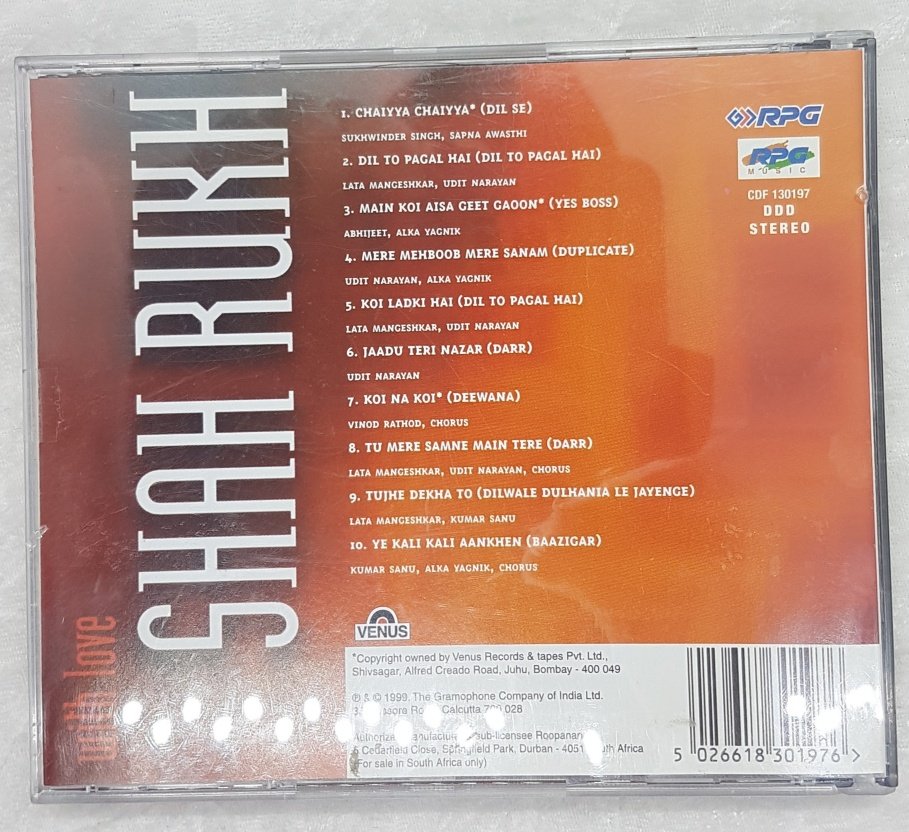 SHAH RUKH
with love
1. CHAIYYA CHAIYYA* (DIL SE)
SUKHWINDER SINGH, SAPNA AWASTHI
2. DIL TO PAGAL HAI (DIL TO PAGAL HAI)
LATA MANGESHKAR, UDIT NARAYAN
3. MAIN KOI AISA GEET GAOON* (YES BOSS)
ABHIJEET, ALKA YAGNIK
4. MERE MEHBOOB MERE SANAM (DUPLICATE)
UDIT NARAYAN, ALKA YAGNIK
5. KOI LADKI HAI (DIL TO PAGAL HAI)
LATA MANGESHKAR, UDIT NARAYAN
6. JAADU TERI NAZAR (DARR)
UDIT NARAYAN
7. KOI NA KOI* (DEEWANA)
VINOD RATHOD, CHORUS
8. TU MERE SAMNE MAIN TERE (DARR)
LATA MANGESHKAR, UDIT NARAYAN, CHORUS
9. TUJHE DEKHA TO (DILWALE DULHANIA LE JAYENGE)
LATA MANGESHKAR, KUMAR SANU
10. YE KALI KALI AANKHEN (BAAZIGAR)
KUMAR SANU, ALKA YAGNIK, CHORUS
RPG
RPG
MUSIC
CDF 130197
DDD
STEREO
VENUS
*Copyright owned by Venus Records & tapes Pvt. Ltd.,
Shivsagar, Alfred Creado Road, Juhu, Bombay - 400 049
℗ & © 1999, The Gramophone Company of India Ltd.
Calcutta 700 028
sub-licensee Roopanand
6 Cedarfield Close, Springfield Park, Durban - 4051 South Africa
(For sale in South Africa only)
5 026618 301976 >